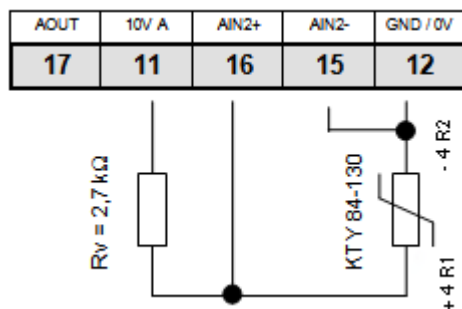 AOUT 10V A AIN2+ AIN2- GND / 0V
17 11 16 15 12
Rv = 2,7 kΩ
KTY 84-130
- 4 R2
+ 4 R1